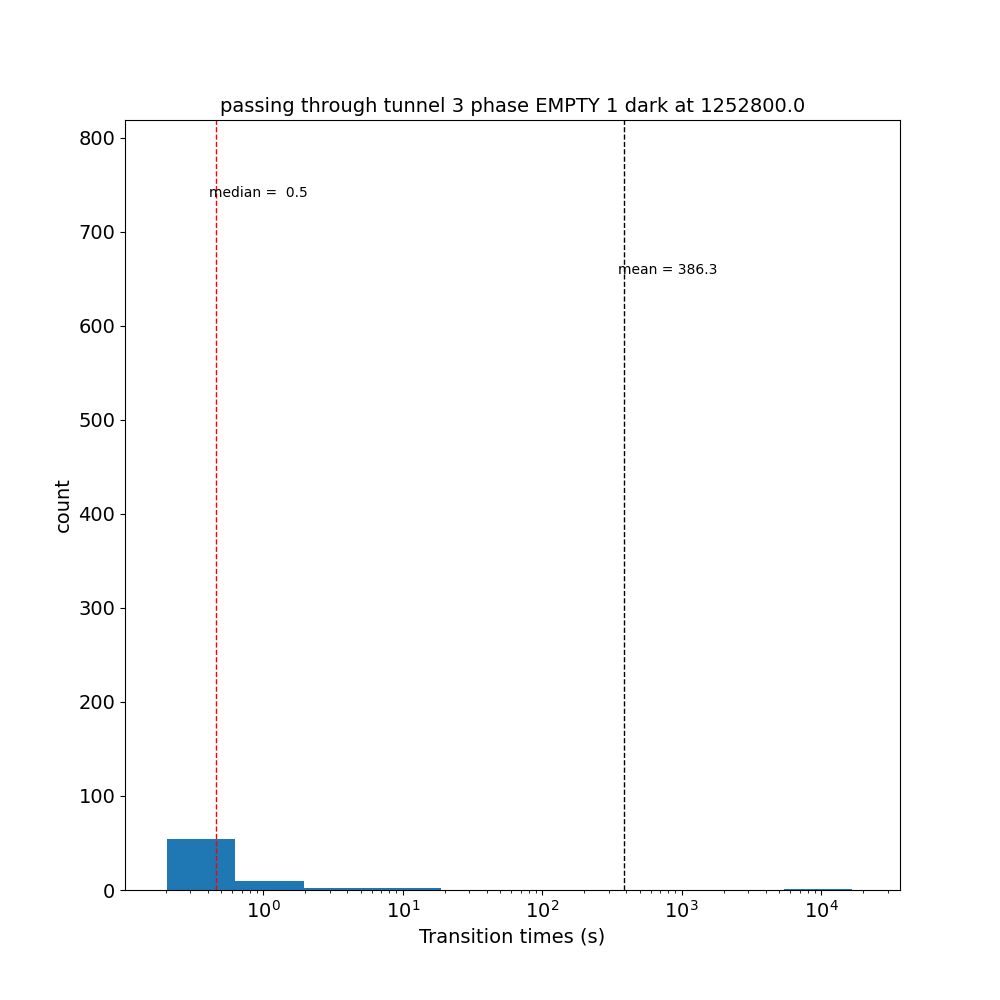 passing through tunnel 3 phase EMPTY 1 dark at 1252800.0
800
median =  0.5
700
mean = 386.3
600
500
400
300
200
100
0
count
10⁰ 10¹ 10² 10³ 10⁴
Transition times (s)